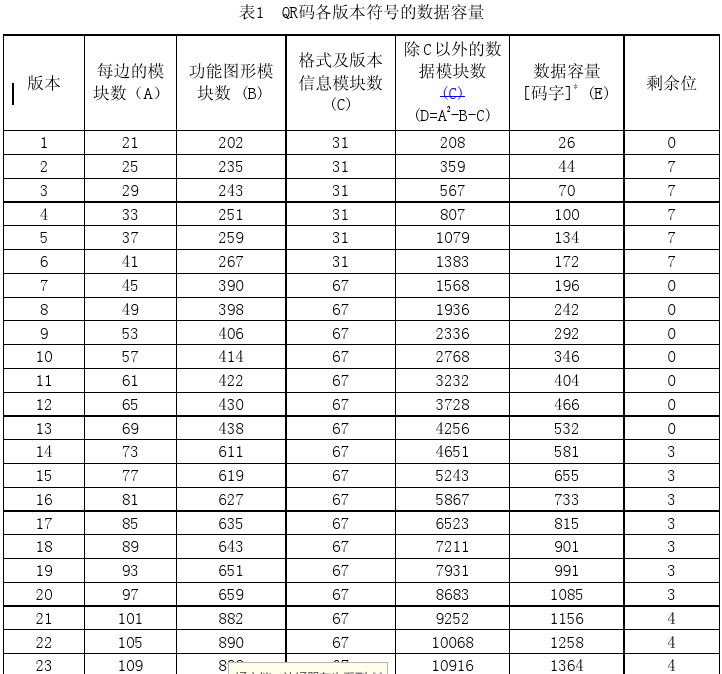 表1 QR码各版本符号的数据容量
版本 每边的模块数（A） 功能图形模块数 (B) 格式及版本信息模块数 (C) 除C以外的数据模块数 (C) (D=A²-B-C) 数据容量 [码字]* (E) 剩余位
1 21 202 31 208 26 0
2 25 235 31 359 44 7
3 29 243 31 567 70 7
4 33 251 31 807 100 7
5 37 259 31 1079 134 7
6 41 267 31 1383 172 7
7 45 390 67 1568 196 0
8 49 398 67 1936 242 0
9 53 406 67 2336 292 0
10 57 414 67 2768 346 0
11 61 422 67 3232 404 0
12 65 430 67 3728 466 0
13 69 438 67 4256 532 0
14 73 611 67 4651 581 3
15 77 619 67 5243 655 3
16 81 627 67 5867 733 3
17 85 635 67 6523 815 3
18 89 643 67 7211 901 3
19 93 651 67 7931 991 3
20 97 659 67 8683 1085 3
21 101 882 67 9252 1156 4
22 105 890 67 10068 1258 4
23 109 67 10916 1364 4